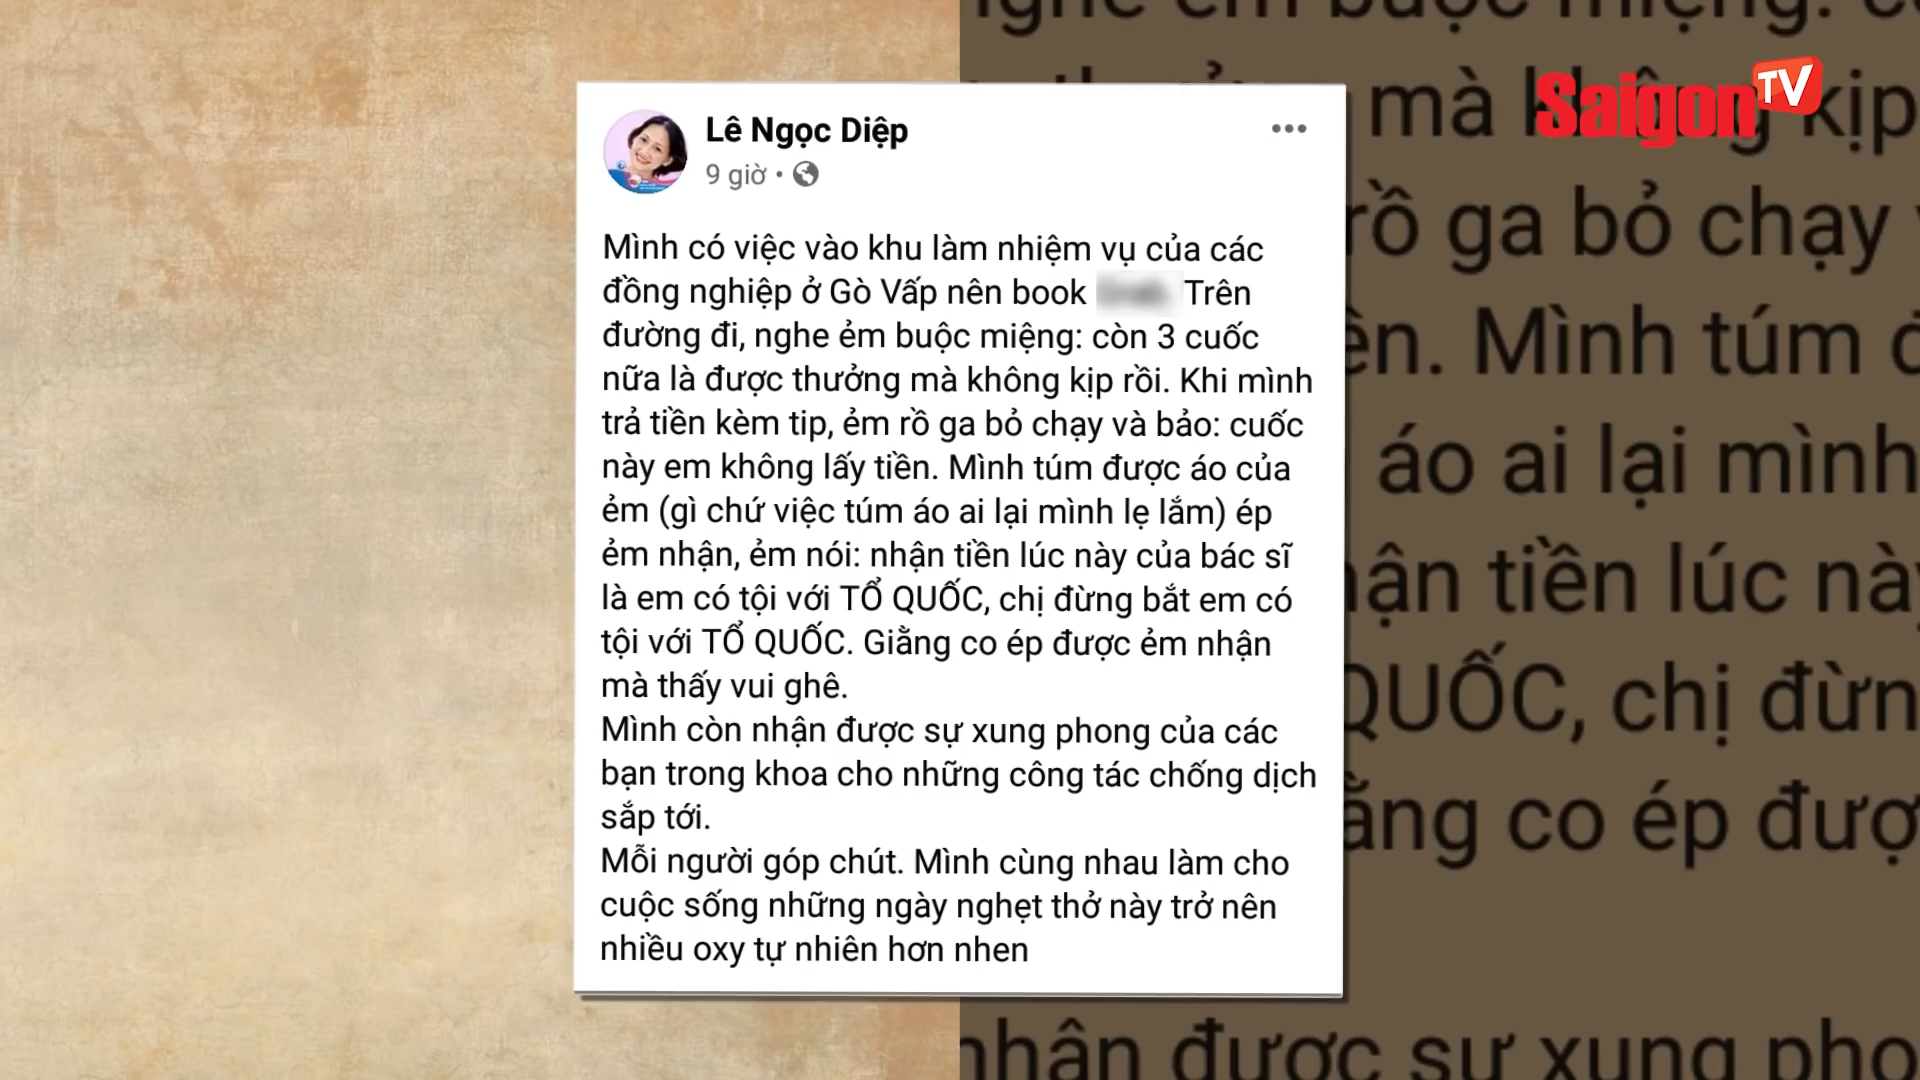 Saigon TV
Lê Ngọc Diệp
9 giờ
Mình có việc vào khu làm nhiệm vụ của các
đồng nghiệp ở Gò Vấp nên book Trên
đường đi, nghe ẻm buộc miệng: còn 3 cuốc
nữa là được thưởng mà không kịp rồi. Khi mình
trả tiền kèm tip, ẻm rồ ga bỏ chạy và bảo: cuốc
này em không lấy tiền. Mình túm được áo của
ẻm (gì chứ việc túm áo ai lại mình lẹ lắm) ép
ẻm nhận, ẻm nói: nhận tiền lúc này của bác sĩ
là em có tội với TỔ QUỐC, chị đừng bắt em có
tội với TỔ QUỐC. Giằng co ép được ẻm nhận
mà thấy vui ghê.
Mình còn nhận được sự xung phong của các
bạn trong khoa cho những công tác chống dịch
sắp tới.
Mỗi người góp chút. Mình cùng nhau làm cho
cuộc sống những ngày nghẹt thở này trở nên
nhiều oxy tự nhiên hơn nhen
mà không kịp
rồ ga bỏ chạy
Mình túm
áo ai lại mình
nhận tiền lúc này
QUỐC, chị đừn
co ép đượ
nhận được sự xung pho